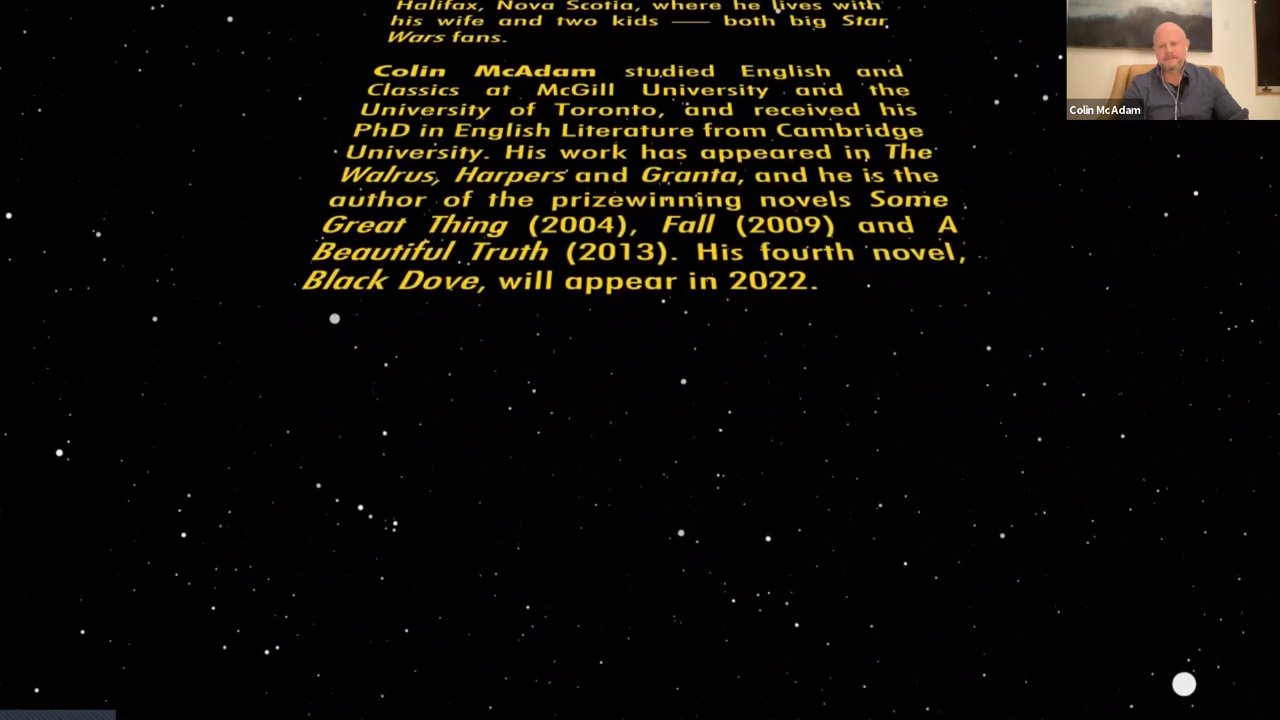 Halifax, Nova Scotia, where he lives with
his wife and two kids — both big Star
Wars fans.
Colin McAdam studied English and
Classics at McGill University and the
University of Toronto, and received his
PhD in English Literature from Cambridge
University. His work has appeared in The
Walrus, Harpers and Granta, and he is the
author of the prizewinning novels Some
Great Thing (2004), Fall (2009) and A
Beautiful Truth (2013). His fourth novel,
Black Dove, will appear in 2022.
Colin McAdam